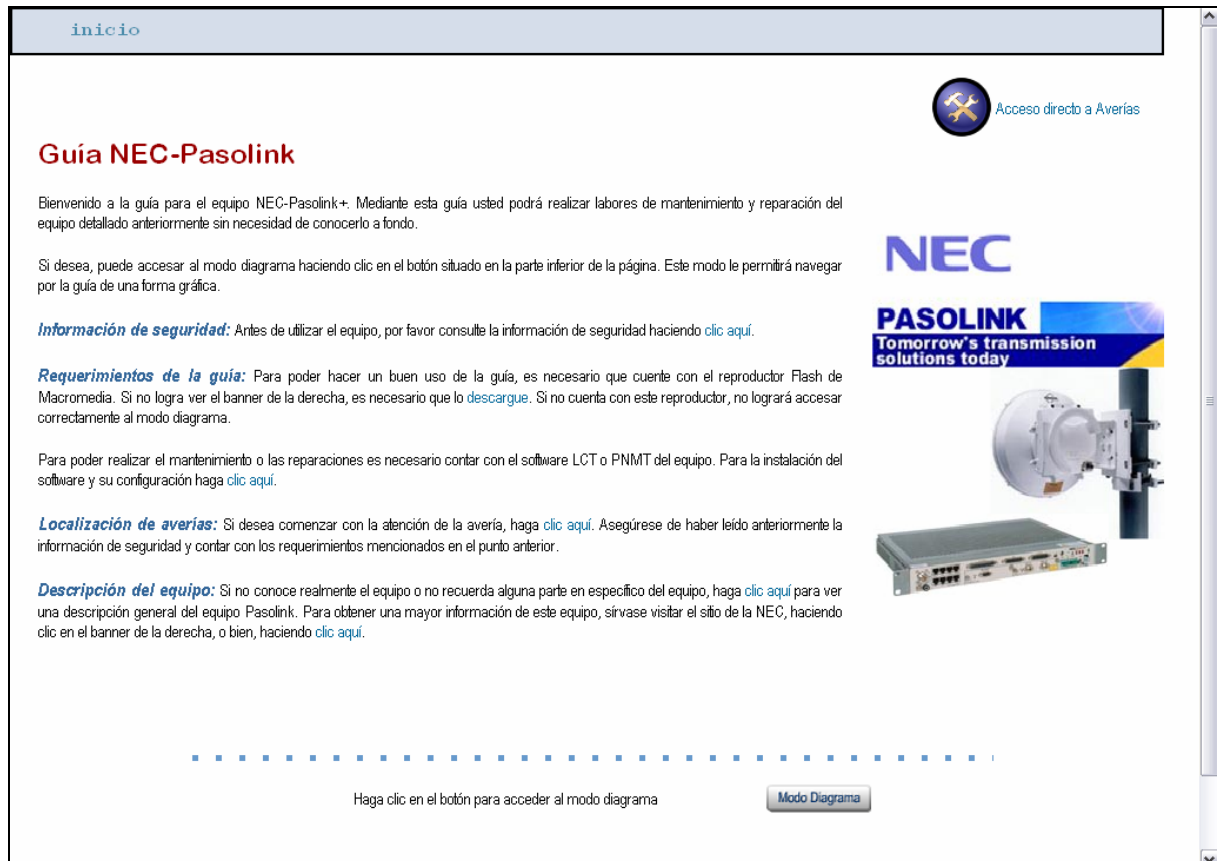 inicio
Acceso directo a Averías
Guía NEC-Pasolink
Bienvenido a la guía para el equipo NEC-Pasolink+. Mediante esta guía usted podrá realizar labores de mantenimiento y reparación del
equipo detallado anteriormente sin necesidad de conocerlo a fondo.
Si desea, puede accesar al modo diagrama haciendo clic en el botón situado en la parte inferior de la página. Este modo le permitirá navegar
por la guía de una forma gráfica.
Información de seguridad: Antes de utilizar el equipo, por favor consulte la información de seguridad haciendo clic aquí.
Requerimientos de la guía: Para poder hacer un buen uso de la guía, es necesario que cuente con el reproductor Flash de
Macromedia. Si no logra ver el banner de la derecha, es necesario que lo descargue. Si no cuenta con este reproductor, no logrará accesar
correctamente al modo diagrama.
Para poder realizar el mantenimiento o las reparaciones es necesario contar con el software LCT o PNMT del equipo. Para la instalación del
software y su configuración haga clic aquí.
Localización de averías: Si desea comenzar con la atención de la avería, haga clic aquí. Asegúrese de haber leído anteriormente la
información de seguridad y contar con los requerimientos mencionados en el punto anterior.
Descripción del equipo: Si no conoce realmente el equipo o no recuerda alguna parte en específico del equipo, haga clic aquí para ver
una descripción general del equipo Pasolink. Para obtener una mayor información de este equipo, sírvase visitar el sitio de la NEC, haciendo
clic en el banner de la derecha, o bien, haciendo clic aquí.
NEC
PASOLINK
Tomorrow's transmission
solutions today
Haga clic en el botón para acceder al modo diagrama
Modo Diagrama